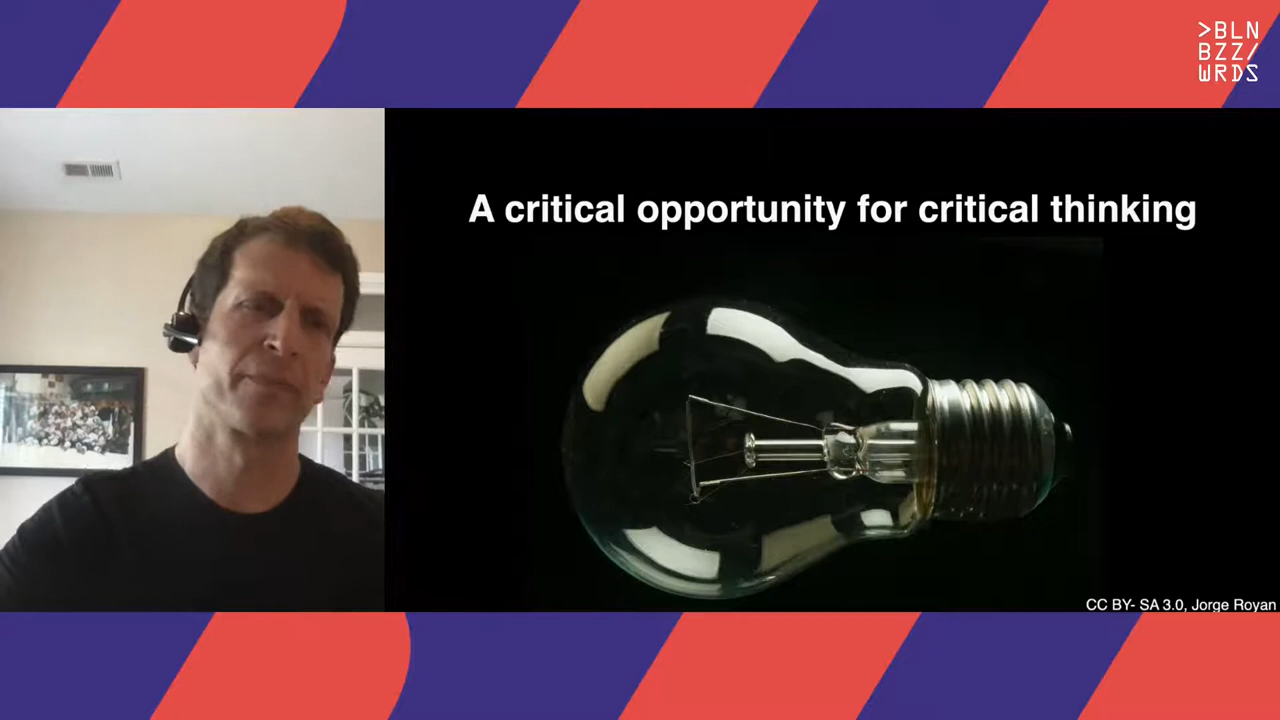 >BLN
BZZ/
WRDS
A critical opportunity for critical thinking
CC BY- SA 3.0, Jorge Royan